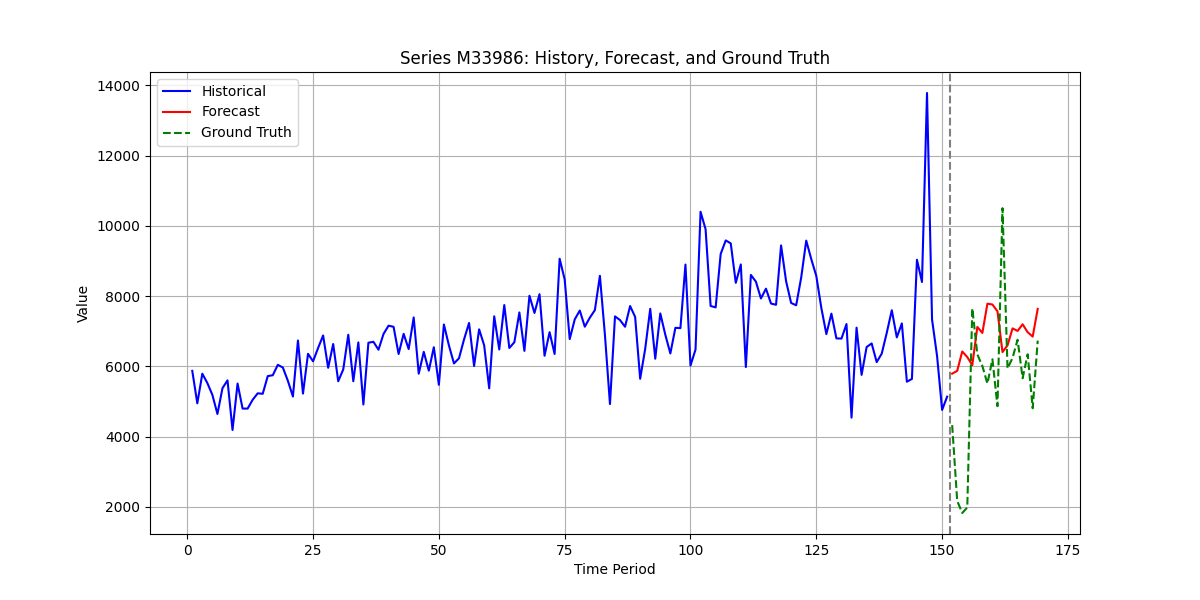 Series M33986: History, Forecast, and Ground Truth
Historical
Forecast
Ground Truth
Value
14000
12000
10000
8000
6000
4000
2000
0 25 50 75 100 125 150 175
Time Period